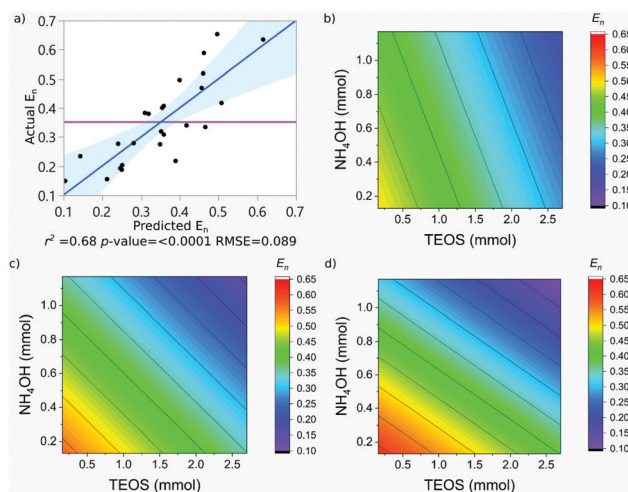 a)
0.7
0.6
0.5
0.4
0.3
0.2
0.1
Actual Eₙ
0.1 0.2 0.3 0.4 0.5 0.6 0.7
Predicted Eₙ
r² =0.68 p-value=<0.0001 RMSE=0.089
b)
1.0
0.8
0.6
0.4
0.2
NH₄OH (mmol)
0.5 1.0 1.5 2.0 2.5
TEOS (mmol)
Eₙ
0.65
0.60
0.55
0.50
0.45
0.40
0.35
0.30
0.25
0.20
0.15
0.10
c)
1.0
0.8
0.6
0.4
0.2
NH₄OH (mmol)
0.5 1.0 1.5 2.0 2.5
TEOS (mmol)
Eₙ
0.65
0.60
0.55
0.50
0.45
0.40
0.35
0.30
0.25
0.20
0.15
0.10
d)
1.0
0.8
0.6
0.4
0.2
NH₄OH (mmol)
0.5 1.0 1.5 2.0 2.5
TEOS (mmol)
Eₙ
0.65
0.60
0.55
0.50
0.45
0.40
0.35
0.30
0.25
0.20
0.15
0.10